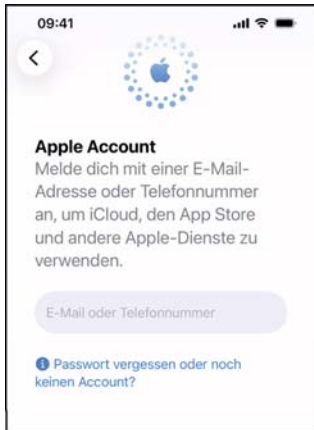 09:41
Apple Account
Melde dich mit einer E-Mail-
Adresse oder Telefonnummer
an, um iCloud, den App Store
und andere Apple-Dienste zu
verwenden.
E-Mail oder Telefonnummer
Passwort vergessen oder noch
keinen Account?